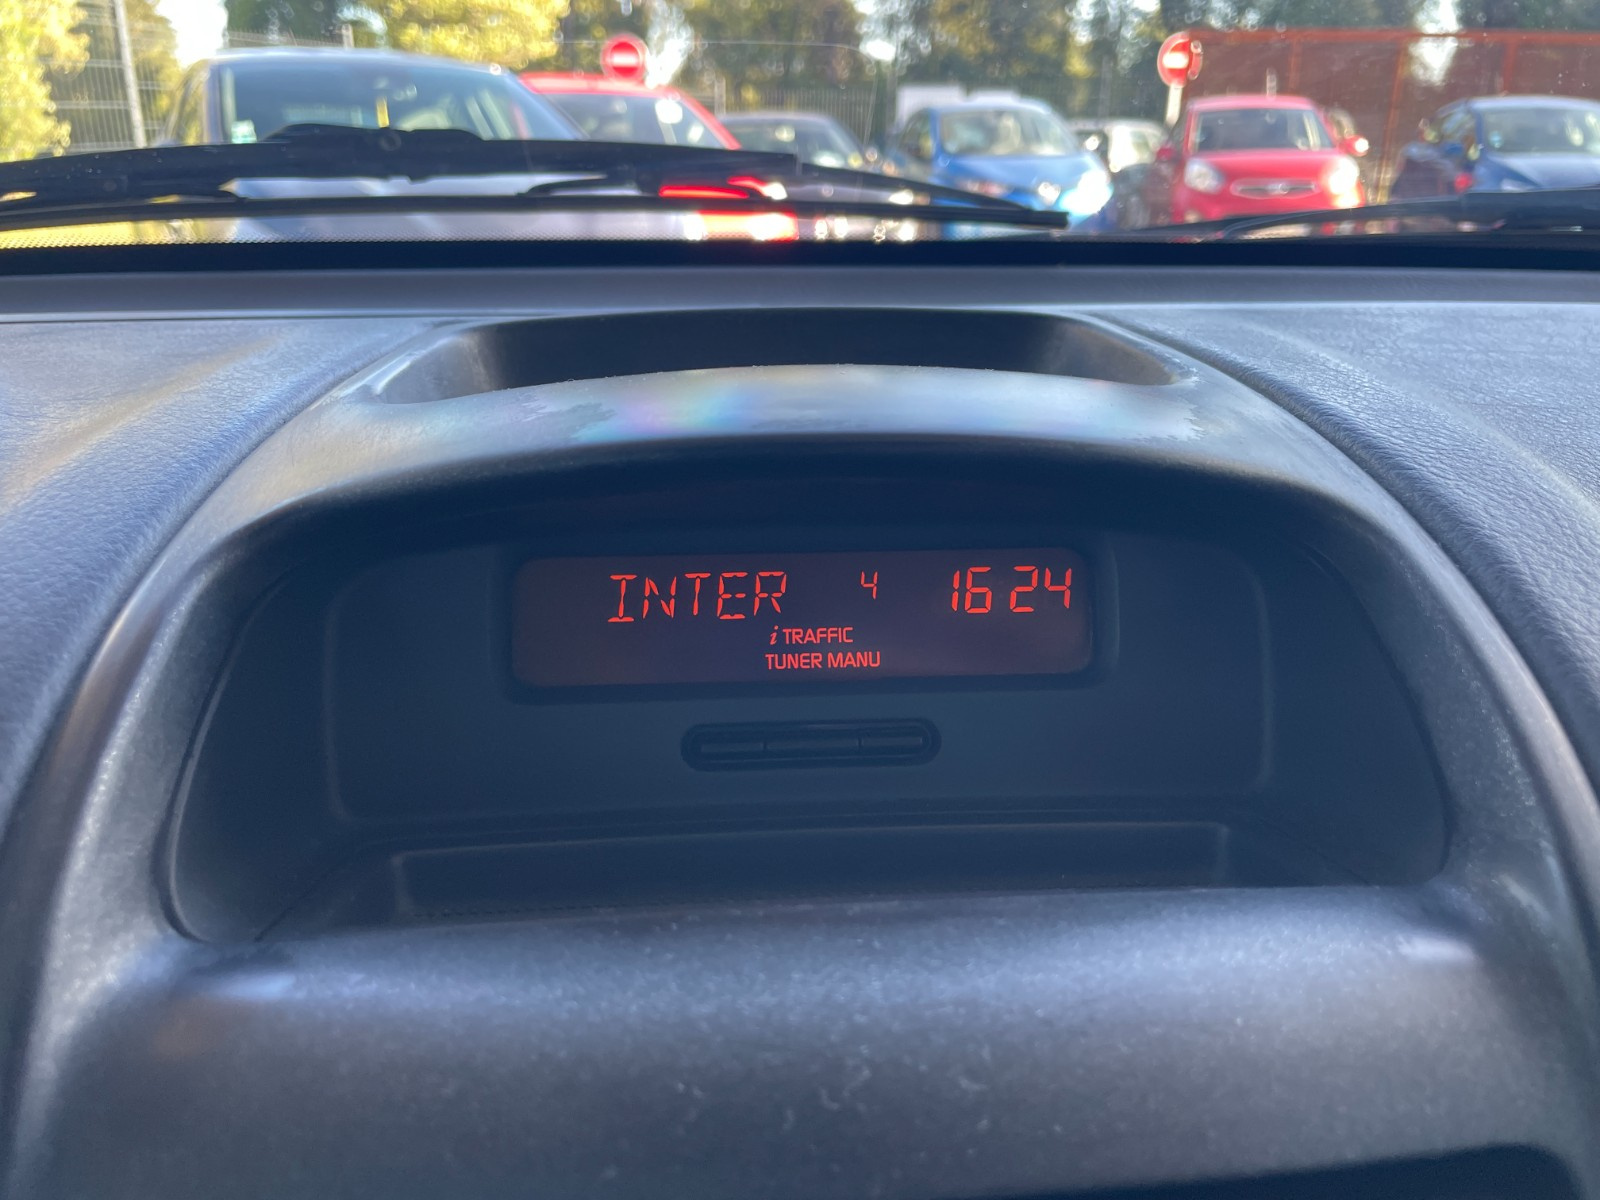 INTER 4 16 24
i TRAFFIC
TUNER MANU